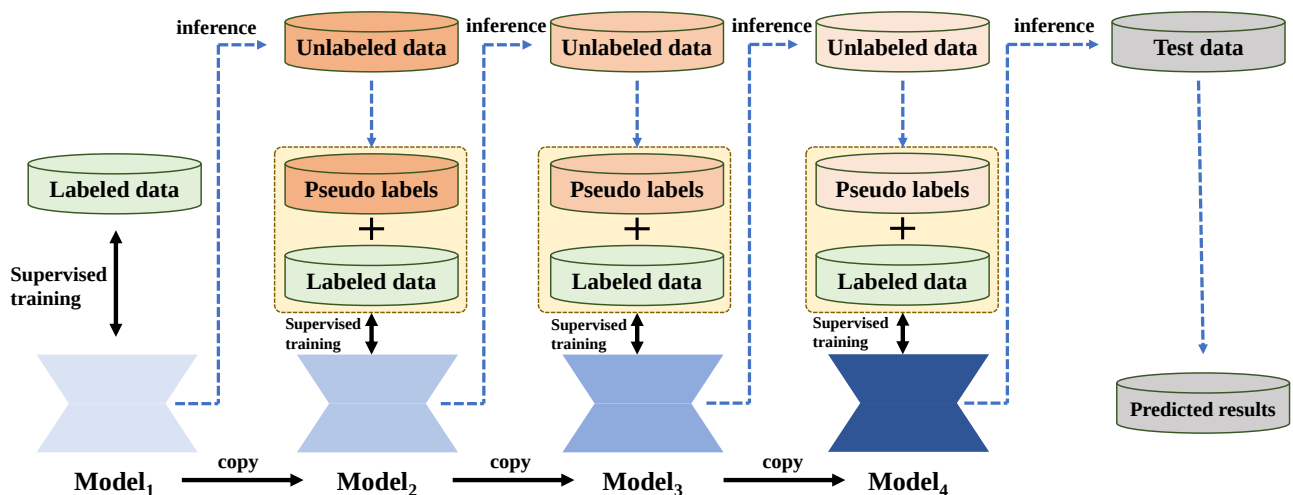 inference
Unlabeled data
inference
Unlabeled data
inference
Unlabeled data
inference
Test data
Labeled data
Pseudo labels
+
Labeled data
Pseudo labels
+
Labeled data
Pseudo labels
+
Labeled data
Supervised
training
Supervised
training
Supervised
training
Supervised
training
Predicted results
Model₁
copy
Model₂
copy
Model₃
copy
Model₄